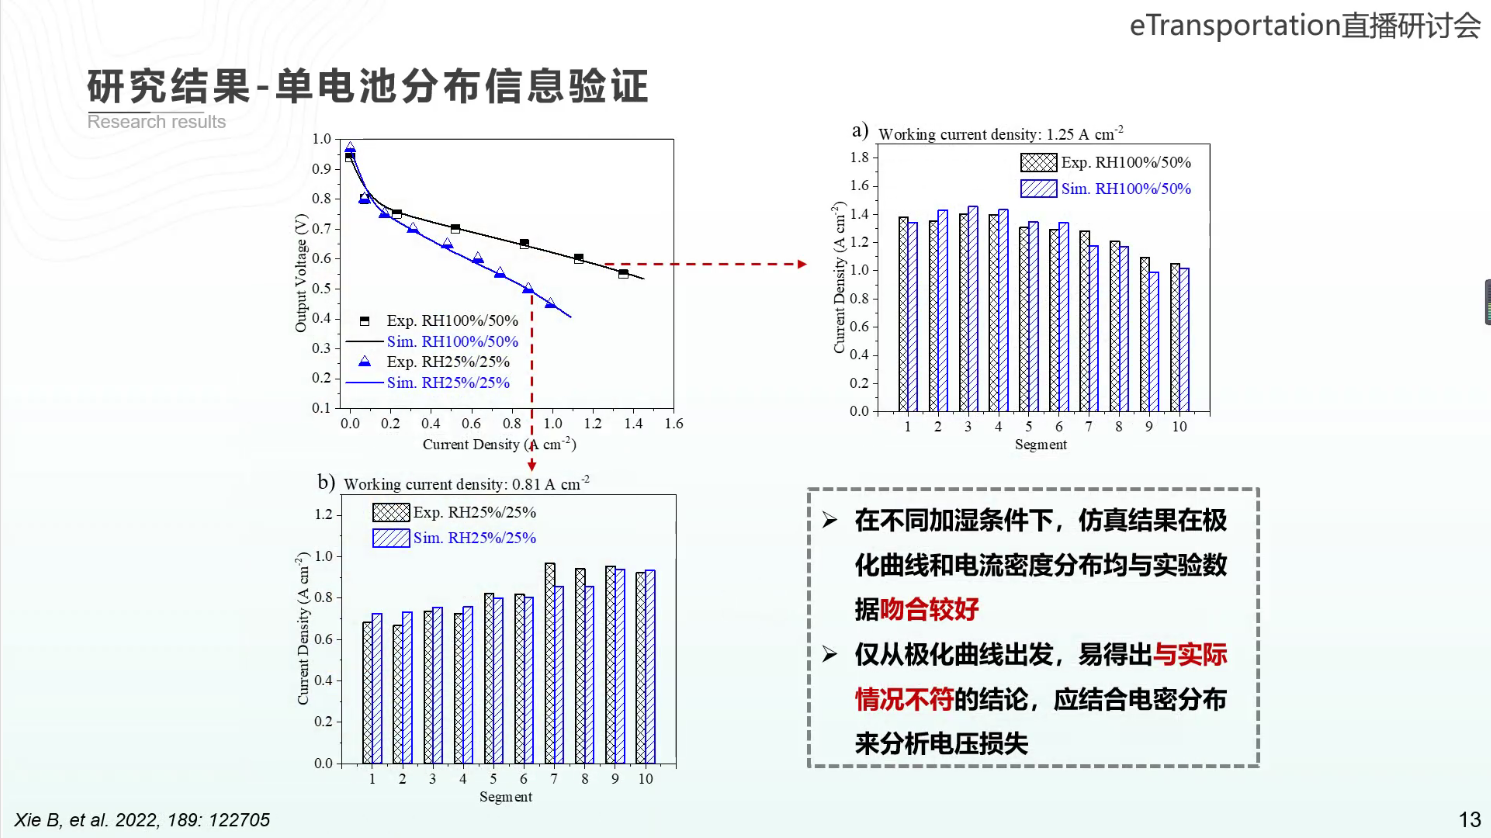 eTransportation直播研讨会
研究结果-单电池分布信息验证
Research results
1.0
0.9
0.8
0.7
0.6
0.5
0.4
0.3
0.2
0.1
Output Voltage (V)
Exp. RH100%/50%
Sim. RH100%/50%
Exp. RH25%/25%
Sim. RH25%/25%
0.0 0.2 0.4 0.6 0.8 1.0 1.2 1.4 1.6
Current Density (A cm-2)
a) Working current density: 1.25 A cm-2
Exp. RH100%/50%
Sim. RH100%/50%
1.8
1.6
1.4
1.2
1.0
0.8
0.6
0.4
0.2
0.0
Current Density (A cm-2)
1 2 3 4 5 6 7 8 9 10
Segment
b) Working current density: 0.81 A cm-2
Exp. RH25%/25%
Sim. RH25%/25%
1.2
1.0
0.8
0.6
0.4
0.2
0.0
Current Density (A cm-2)
1 2 3 4 5 6 7 8 9 10
Segment
➢ 在不同加湿条件下，仿真结果在极
化曲线和电流密度分布均与实验数
据吻合较好
➢ 仅从极化曲线出发，易得出与实际
情况不符的结论，应结合电密分布
来分析电压损失
Xie B, et al. 2022, 189: 122705
13